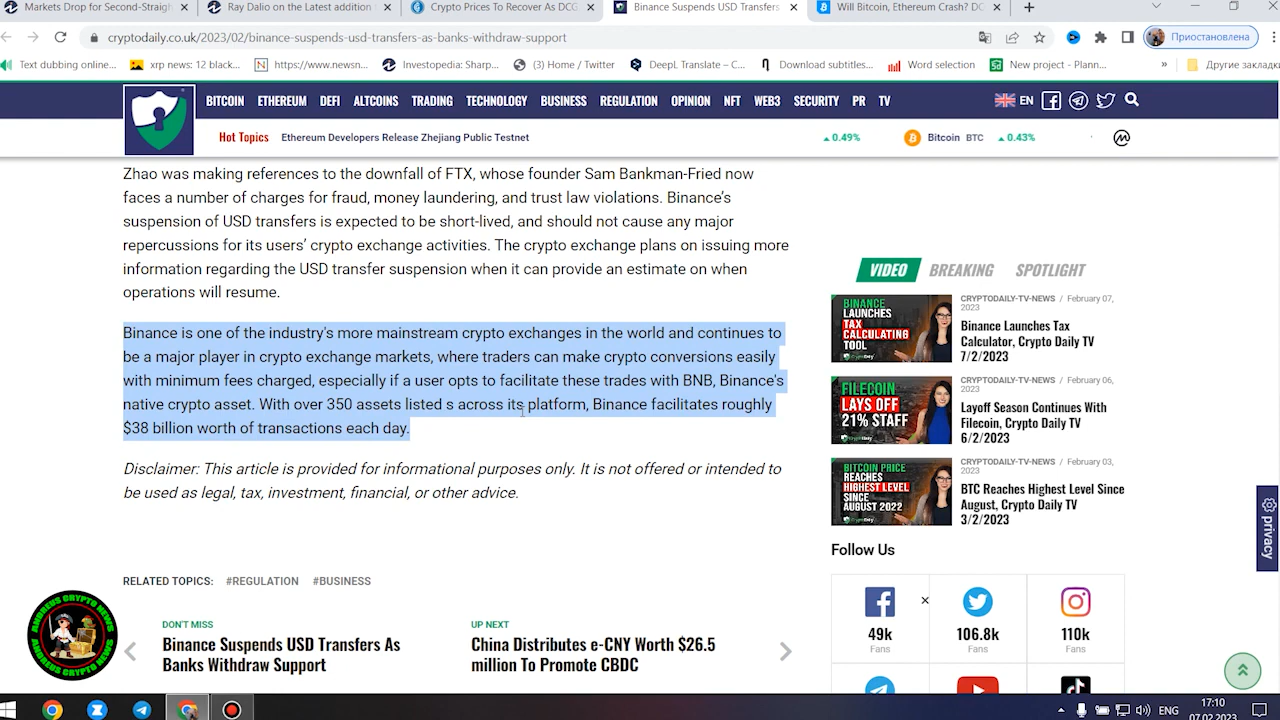 Markets Drop for Second-Straigh
Ray Dalio on the Latest addition
Crypto Prices To Recover As DCG
Binance Suspends USD Transfers
Will Bitcoin, Ethereum Crash? DC
cryptodaily.co.uk/2023/02/binance-suspends-usd-transfers-as-banks-withdraw-support
Приостановлена
Text dubbing online...
xrp news: 12 black...
https://www.newsn...
Investopedia: Sharp...
(3) Home / Twitter
DeepL Translate – C...
Download subtitles...
Word selection
New project - Plann...
»
Другие закладки
BITCOIN ETHEREUM DEFI ALTCOINS TRADING TECHNOLOGY BUSINESS REGULATION OPINION NFT WEB3 SECURITY PR TV
EN
Hot Topics
Ethereum Developers Release Zhejiang Public Testnet
0.49%
Bitcoin BTC
0.43%
Zhao was making references to the downfall of FTX, whose founder Sam Bankman-Fried now
faces a number of charges for fraud, money laundering, and trust law violations. Binance's
suspension of USD transfers is expected to be short-lived, and should not cause any major
repercussions for its users' crypto exchange activities. The crypto exchange plans on issuing more
information regarding the USD transfer suspension when it can provide an estimate on when
operations will resume.
Binance is one of the industry's more mainstream crypto exchanges in the world and continues to
be a major player in crypto exchange markets, where traders can make crypto conversions easily
with minimum fees charged, especially if a user opts to facilitate these trades with BNB, Binance's
native crypto asset. With over 350 assets listed s across its platform, Binance facilitates roughly
$38 billion worth of transactions each day.
Disclaimer: This article is provided for informational purposes only. It is not offered or intended to
be used as legal, tax, investment, financial, or other advice.
RELATED TOPICS: #REGULATION #BUSINESS
DON'T MISS
Binance Suspends USD Transfers As
Banks Withdraw Support
UP NEXT
China Distributes e-CNY Worth $26.5
million To Promote CBDC
VIDEO BREAKING SPOTLIGHT
BINANCE
LAUNCHES
TAX
CALCULATING
TOOL
CRYPTODAILY-TV-NEWS / February 07,
2023
Binance Launches Tax
Calculator, Crypto Daily TV
7/2/2023
FILECOIN
LAYS OFF
21% STAFF
CRYPTODAILY-TV-NEWS / February 06,
2023
Layoff Season Continues With
Filecoin, Crypto Daily TV
6/2/2023
BITCOIN PRICE
REACHES
HIGHEST LEVEL
SINCE
AUGUST 2022
CRYPTODAILY-TV-NEWS / February 03,
2023
BTC Reaches Highest Level Since
August, Crypto Daily TV
3/2/2023
privacy
Follow Us
49k
Fans
106.8k
Fans
110k
Fans
ANDREUS CRYPTO NEWS
ANDREUS CRYPTO NEWS
ENG
17:10
07.02.2023